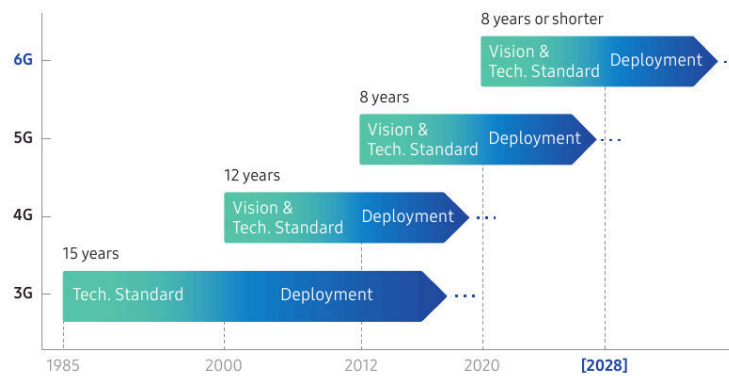 8 years or shorter
6G
Vision &
Tech. Standard
Deployment
8 years
5G
Vision &
Tech. Standard
Deployment
12 years
4G
Vision &
Tech. Standard
Deployment
15 years
3G
Tech. Standard
Deployment
1985
2000
2012
2020
[2028]